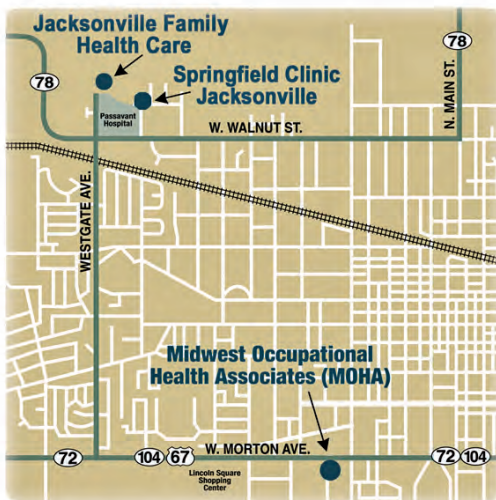 Jacksonville Family
Health Care
78
78
Springfield Clinic
Jacksonville
Passavant
Hospital
N. MAIN ST.
W. WALNUT ST.
WESTGATE AVE.
Midwest Occupational
Health Associates (MOHA)
W. MORTON AVE.
72
104
67
72
104
Lincoln Square
Shopping
Center